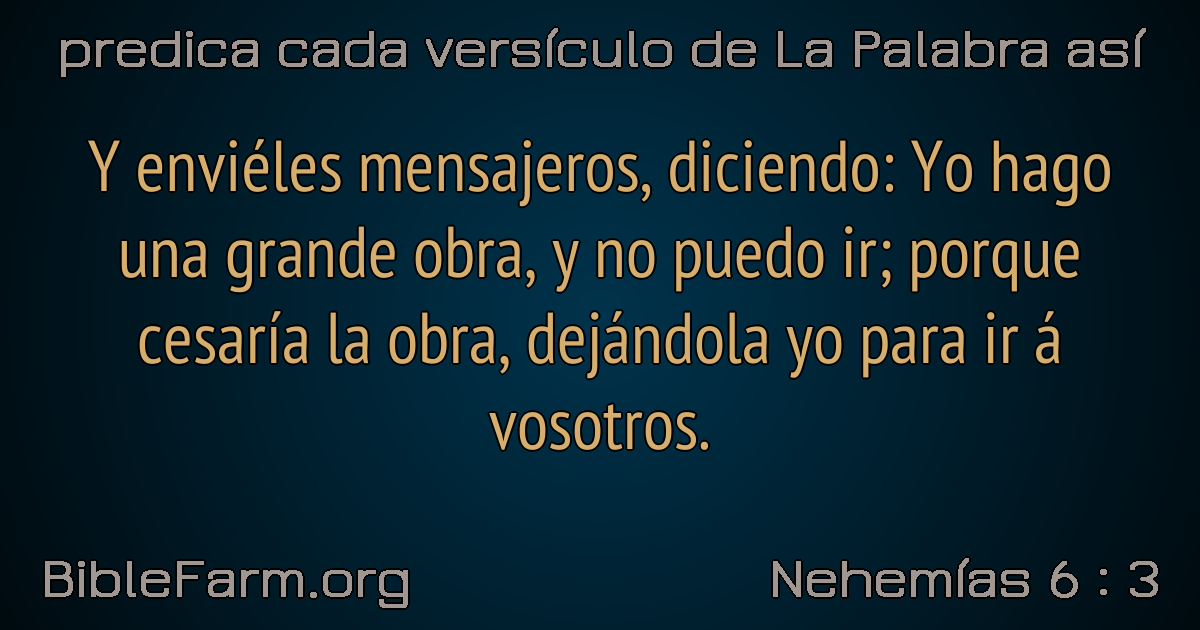 predica cada versículo de La Palabra así
Y enviéles mensajeros, diciendo: Yo hago
una grande obra, y no puedo ir; porque
cesaría la obra, dejándola yo para ir á
vosotros.
BibleFarm.org
Nehemías 6 : 3